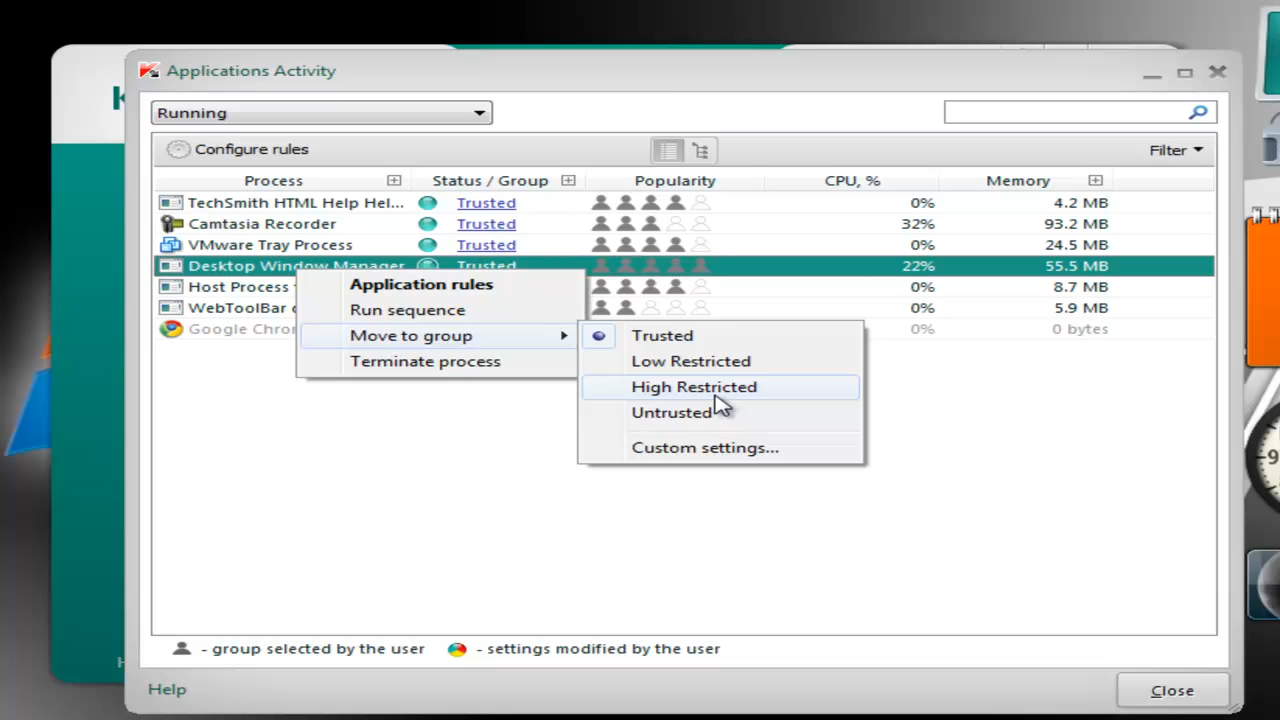 K
Applications Activity
Running
Configure rules
Filter
Process Status / Group Popularity CPU, % Memory
TechSmith HTML Help Hel... Trusted 0% 4.2 MB
Camtasia Recorder Trusted 32% 93.2 MB
VMware Tray Process Trusted 0% 24.5 MB
Desktop Window Manager Trusted 22% 55.5 MB
Host Process 0% 8.7 MB
WebToolBar 0% 5.9 MB
Google Chro 0% 0 bytes
Application rules
Run sequence
Move to group
Terminate process
Trusted
Low Restricted
High Restricted
Untrusted
Custom settings...
- group selected by the user - settings modified by the user
H
Help
Close
9